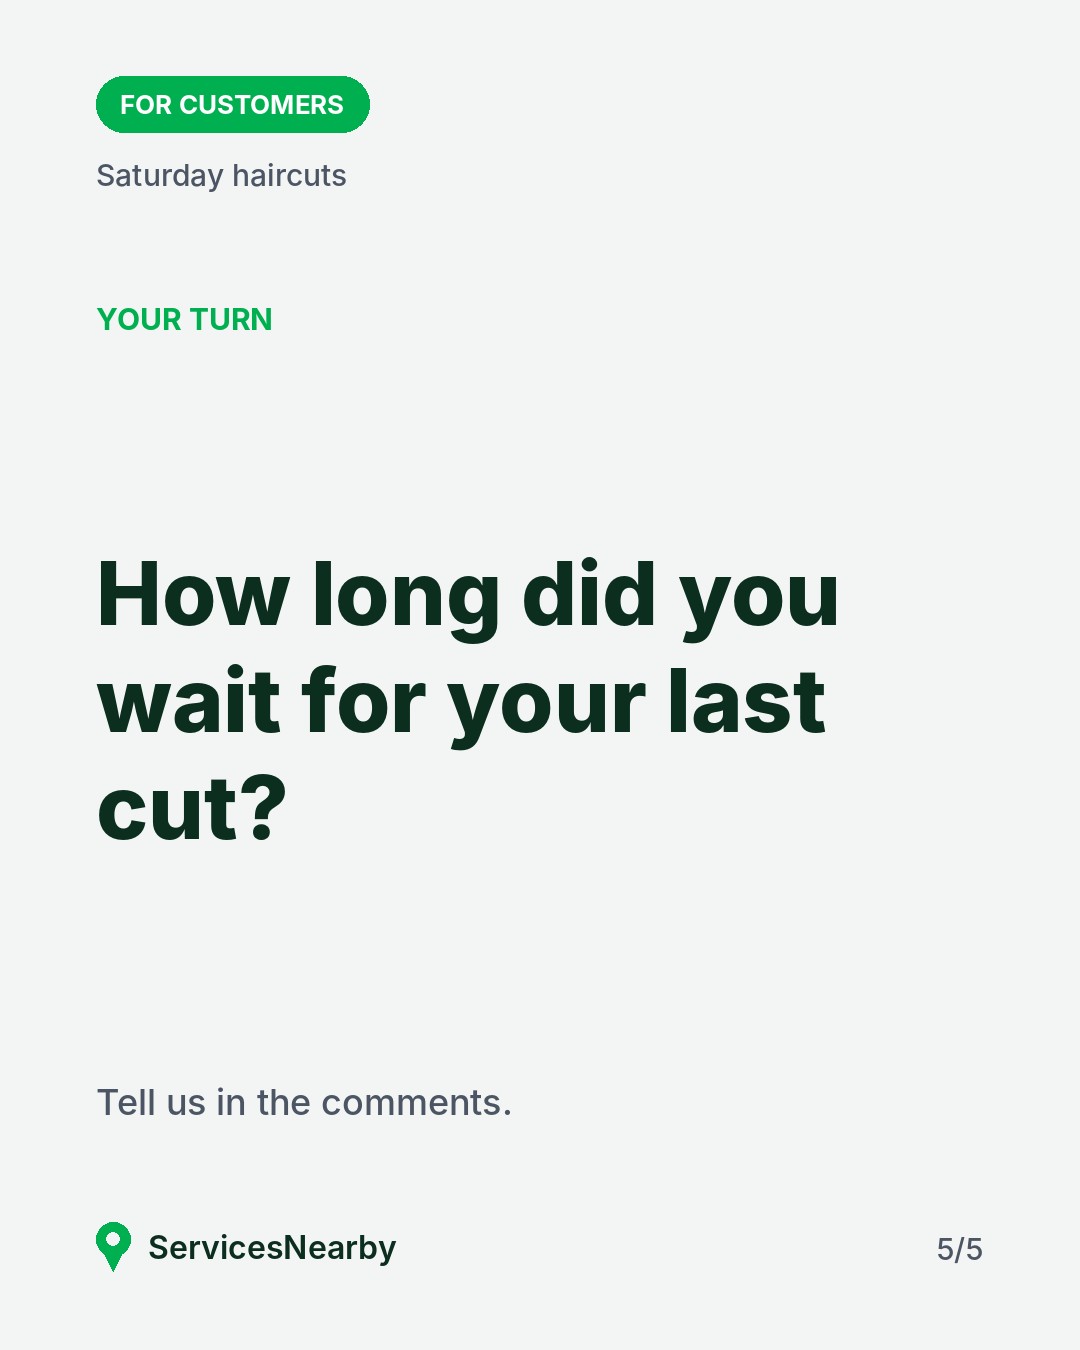 FOR CUSTOMERS
Saturday haircuts
YOUR TURN
How long did you
wait for your last
cut?
Tell us in the comments.
ServicesNearby
5/5